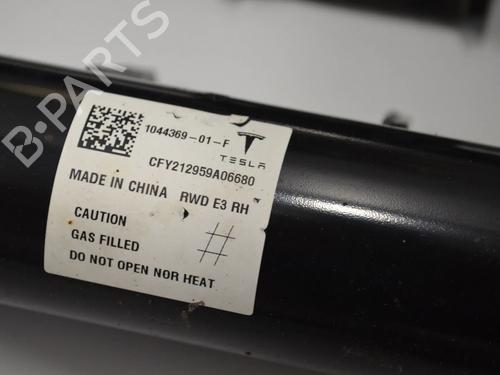 B-PARTS
1044369-01-F
TESLA
CFY212959A06680
MADE IN CHINA RWD E3 RH
CAUTION
GAS FILLED
DO NOT OPEN NOR HEAT